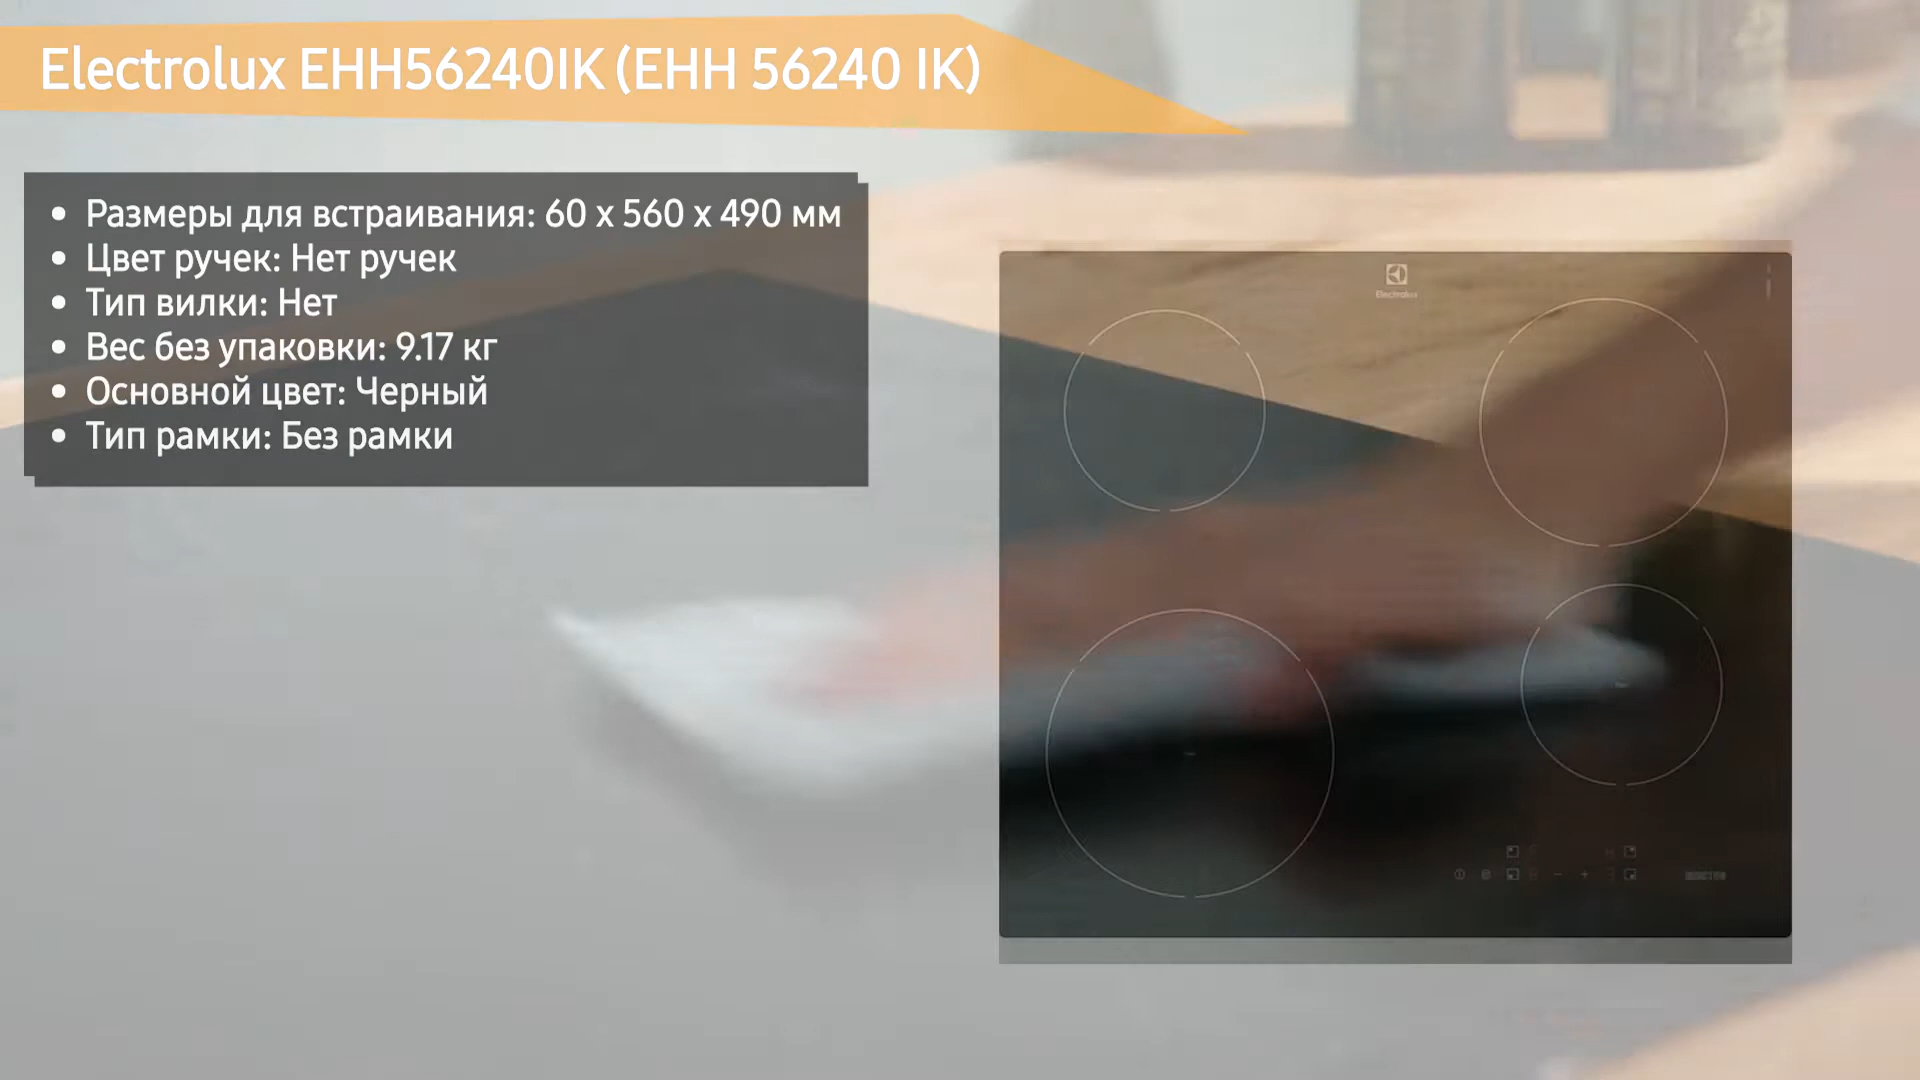 Electrolux EHH56240IK (EHH 56240 IK)
• Размеры для встраивания: 60 x 560 x 490 мм
• Цвет ручек: Нет ручек
• Тип вилки: Нет
• Вес без упаковки: 9.17 кг
• Основной цвет: Черный
• Тип рамки: Без рамки
Electrolux